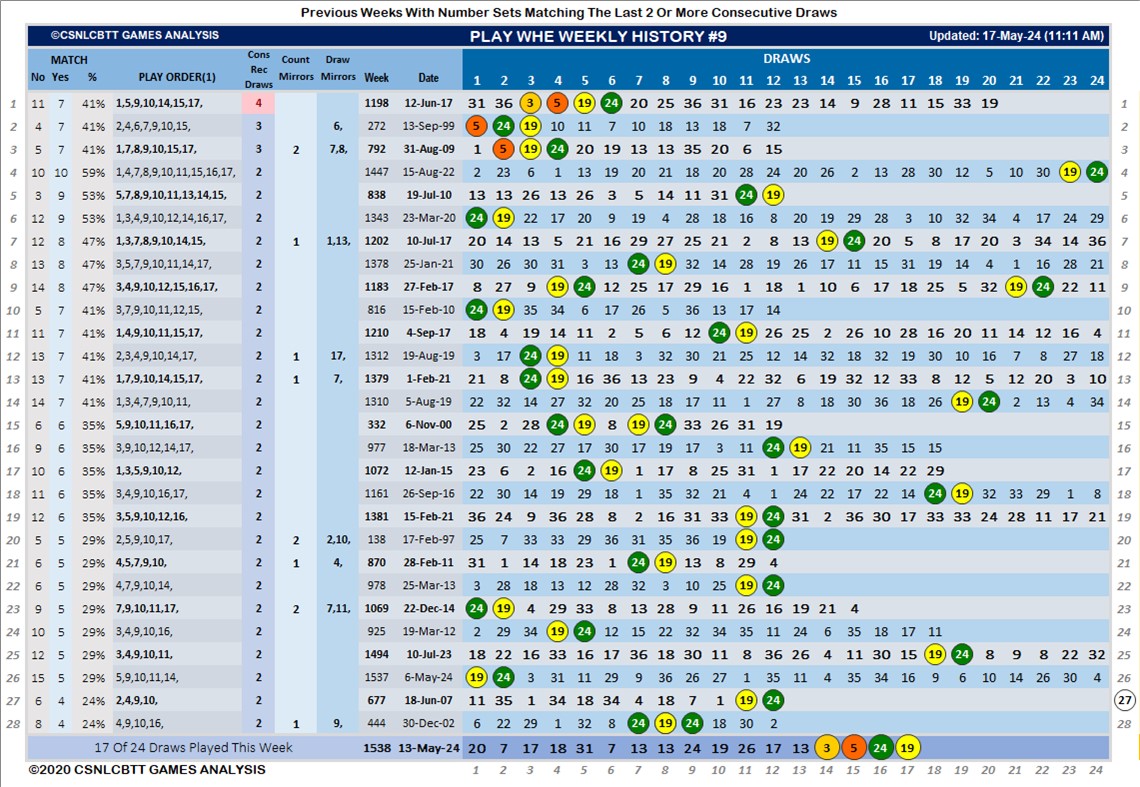 Previous Weeks With Number Sets Matching The Last 2 Or More Consecutive Draws
©CSNLCBTT GAMES ANALYSIS PLAY WHE WEEKLY HISTORY #9 Updated: 17-May-24 (11:11 AM)
MATCH Cons Count Draw DRAWS
No Yes % PLAY ORDER(1) Rec Draws Mirrors Mirrors Week Date 1 2 3 4 5 6 7 8 9 10 11 12 13 14 15 16 17 18 19 20 21 22 23 24
1 11 7 41% 1,5,9,10,14,15,17, 4 1198 12-Jun-17 31 36 3 5 19 24 20 25 36 31 16 23 23 14 9 28 11 15 33 19 1
2 4 7 41% 2,4,6,7,9,10,15, 3 6, 272 13-Sep-99 5 24 19 10 11 7 10 18 13 18 7 32 2
3 5 7 41% 1,7,8,9,10,15,17, 3 2 7,8, 792 31-Aug-09 1 5 19 24 20 19 13 13 35 20 6 15 3
4 10 10 59% 1,4,7,8,9,10,11,15,16,17, 2 1447 15-Aug-22 2 23 6 1 13 19 20 21 18 20 28 24 20 26 2 13 28 30 12 5 10 30 19 24 4
5 3 9 53% 5,7,8,9,10,11,13,14,15, 2 838 19-Jul-10 13 13 26 13 26 3 5 14 11 31 24 19 5
6 12 9 53% 1,3,4,9,10,12,14,16,17, 2 1343 23-Mar-20 24 19 22 17 20 9 19 4 28 18 16 8 20 19 29 28 5 10 32 34 4 17 24 29 6
7 12 8 47% 1,3,7,8,9,10,14,15, 2 1 1,13, 1202 10-Jul-17 20 14 13 5 21 16 29 27 25 21 2 8 13 19 24 20 5 8 17 20 3 34 14 36 7
8 13 8 47% 3,5,7,9,10,11,14,17, 2 1378 25-Jan-21 30 26 30 31 3 13 24 19 32 14 28 19 26 17 11 15 31 19 14 4 1 16 28 21 8
9 14 8 47% 3,4,9,10,12,15,16,17, 2 1183 27-Feb-17 8 27 9 19 24 12 25 17 29 16 1 18 1 10 6 17 18 25 5 32 19 24 22 11 9
10 5 7 41% 3,7,9,10,11,12,15, 2 816 15-Feb-10 24 19 35 34 6 17 26 5 36 13 17 14 10
11 11 7 41% 1,4,9,10,11,15,17, 2 1210 4-Sep-17 18 4 19 14 11 2 5 6 12 24 19 26 25 2 26 10 28 16 20 11 14 12 16 4 11
12 13 7 41% 2,3,4,9,10,14,17, 2 1 17, 1312 19-Aug-19 3 17 24 19 11 18 3 32 30 21 25 12 14 32 18 32 19 30 10 16 7 8 27 18 12
13 13 7 41% 1,7,9,10,14,15,17, 2 1 7, 1379 1-Feb-21 21 8 24 19 16 36 13 23 9 4 22 32 6 19 32 12 33 8 12 5 12 20 3 10 13
14 13 7 41% 1,3,4,7,9,10,11, 2 1310 5-Aug-19 22 32 14 27 32 20 25 18 17 11 1 27 8 18 30 36 18 26 19 24 2 13 4 34 14
15 6 6 35% 5,9,10,11,16,17, 2 332 6-Nov-00 25 2 28 24 19 8 19 24 33 26 31 19 15
16 9 6 35% 3,9,10,12,14,17, 2 977 18-Mar-13 25 30 22 27 17 30 17 19 17 3 16 24 19 21 11 35 15 15 16
17 10 6 35% 1,3,5,9,10,12, 2 1072 12-Jan-15 23 6 2 16 24 19 1 17 8 25 31 1 17 22 20 14 22 29 17
18 11 6 35% 3,4,9,10,16,17, 2 1161 26-Sep-16 22 30 14 19 29 18 1 35 32 21 4 1 24 22 17 22 14 24 19 32 33 29 1 8 18
19 12 6 35% 3,5,9,10,12,16, 2 1381 15-Feb-21 36 24 9 36 28 8 2 16 31 33 19 24 31 2 36 30 17 33 33 24 28 11 17 21 19
20 5 5 29% 2,5,9,10,17, 2 2 2,10, 138 17-Feb-97 25 7 33 33 29 36 31 35 36 19 19 24 20
21 6 5 29% 4,5,7,9,10, 2 1 4, 870 28-Feb-11 31 1 14 18 23 1 24 19 13 8 29 4 21
22 6 5 29% 4,7,9,10,14, 2 978 25-Mar-13 3 28 18 13 12 28 32 3 10 25 19 24 22
23 9 5 29% 7,9,10,11,17, 2 2 7,11, 1069 22-Dec-14 24 19 4 29 33 8 13 28 9 11 26 16 19 21 4 23
24 10 5 29% 3,4,9,10,16, 2 925 19-Mar-12 2 29 34 19 24 12 15 22 32 34 35 11 24 6 35 18 17 11 24
25 12 5 29% 3,4,9,10,11, 2 1494 10-Jul-23 18 22 16 33 16 17 36 18 30 11 8 36 26 4 11 30 15 19 24 8 9 8 22 32 25
26 15 5 29% 5,9,10,11,14, 2 1537 6-May-24 19 24 3 31 11 29 9 36 26 27 1 35 11 4 35 34 16 9 6 10 14 26 30 4 26
27 6 4 24% 2,4,9,10, 2 677 18-Jun-07 11 35 1 34 18 34 4 18 7 1 19 24 27
28 8 4 24% 4,9,10,16, 2 1 9, 444 30-Dec-02 6 22 29 1 32 8 24 19 24 18 30 2 28
17 Of 24 Draws Played This Week 1538 13-May-24 20 7 17 18 31 7 13 13 24 19 26 17 13 3 5 24 19
©2020 CSNLCBTT GAMES ANALYSIS 1 2 3 4 5 6 7 8 9 10 11 12 13 14 15 16 17 18 19 20 21 22 23 24